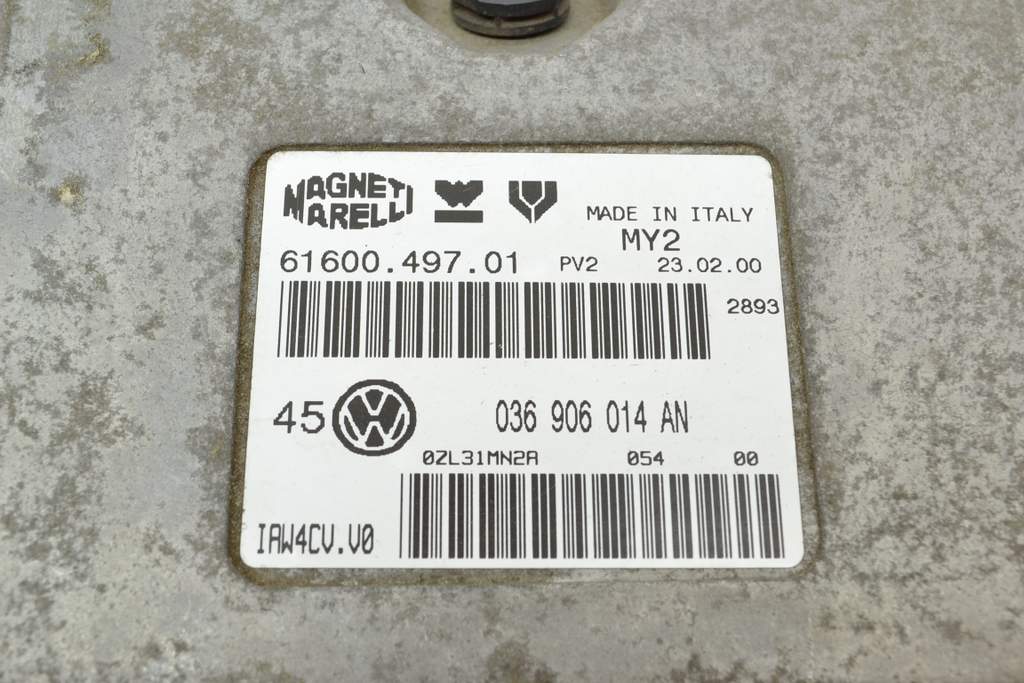 MAGNETI
MARELLI
MADE IN ITALY
MY2
61600.497.01 PV2 23.02.00
2893
45 VW 036 906 014 AN
0ZL31MN2A 054 00
IAW4CV.V0